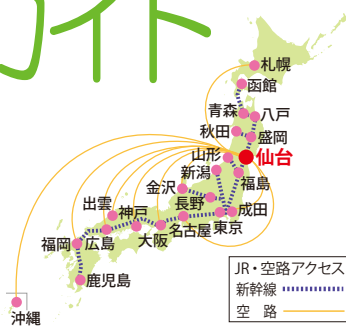 ガイト
札幌
函館
青森
八戸
秋田
盛岡
山形
仙台
新潟
福島
金沢
長野
成田
出雲
神戸
東京
名古屋
大阪
福岡
広島
鹿児島
沖縄
JR・空路アクセス
新幹線
空 路